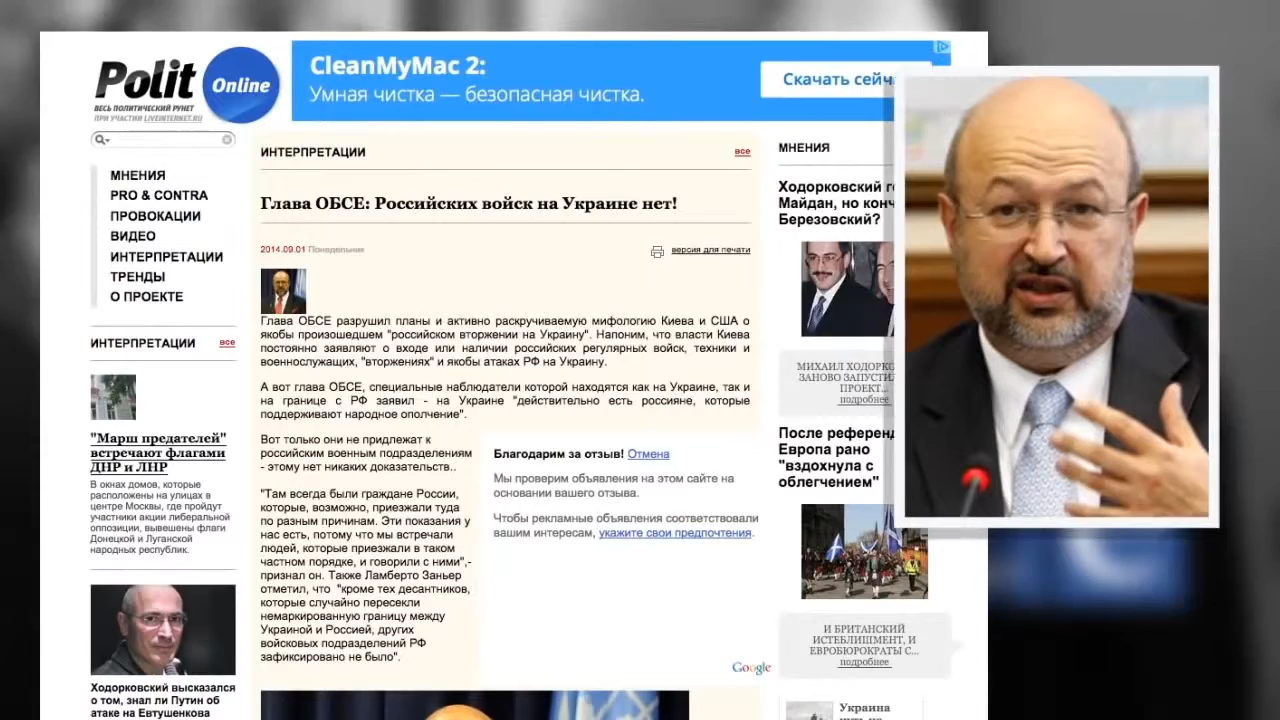 Polit Online
ВЕСЬ ПОЛИТИЧЕСКИЙ РУНЕТ
ПРИ УЧАСТИИ LIVEINTERNET.RU
CleanMyMac 2:
Умная чистка — безопасная чистка.
Скачать сейч
МНЕНИЯ
PRO & CONTRA
ПРОВОКАЦИИ
ВИДЕО
ИНТЕРПРЕТАЦИИ
ТРЕНДЫ
О ПРОЕКТЕ
ИНТЕРПРЕТАЦИИ все
"Марш предателей"
встречают флагами
ДНР и ЛНР
В окнах домов, которые
расположены на улицах в
центре Москвы, где пройдут
участники акции либеральной
оппозиции, вывешены флаги
Донецкой и Луганской
народных республик.
Ходорковский высказался
о том, знал ли Путин об
атаке на Евтушенкова
ИНТЕРПРЕТАЦИИ все
Глава ОБСЕ: Российских войск на Украине нет!
2014.09.01 Понедельник версия для печати
Глава ОБСЕ разрушил планы и активно раскручиваемую мифологию Киева и США о
якобы произошедшем "российском вторжении на Украину". Напоним, что власти Киева
постоянно заявляют о входе или наличии российских регулярных войск, техники и
военнослужащих, "вторжениях" и якобы атаках РФ на Украину.
А вот глава ОБСЕ, специальные наблюдатели которой находятся как на Украине, так и
на границе с РФ заявил - на Украине "действительно есть россияне, которые
поддерживают народное ополчение".
Вот только они не придлежат к
российским военным подразделениям
- этому нет никаких доказательств..
"Там всегда были граждане России,
которые, возможно, приезжали туда
по разным причинам. Эти показания у
нас есть, потому что мы встречали
людей, которые приезжали в таком
частном порядке, и говорили с ними",-
признал он. Также Ламберто Заньер
отметил, что "кроме тех десантников,
которые случайно пересекли
немаркированную границу между
Украиной и Россией, других
войсковых подразделений РФ
зафиксировано не было".
Благодарим за отзыв! Отмена
Мы проверим объявления на этом сайте на
основании вашего отзыва.
Чтобы рекламные объявления соответствовали
вашим интересам, укажите свои предпочтения.
Google
МНЕНИЯ
Ходорковский г
Майдан, но конч
Березовский?
МИХАИЛ ХОДОРКО
ЗАНОВО ЗАПУСТИЛ
ПРОЕКТ...
подробнее
После референд
Европа рано
"вздохнула с
облегчением"
И БРИТАНСКИЙ
ИСТЕБЛИШМЕНТ, И
ЕВРОБЮРОКРАТЫ С...
подробнее
Украина